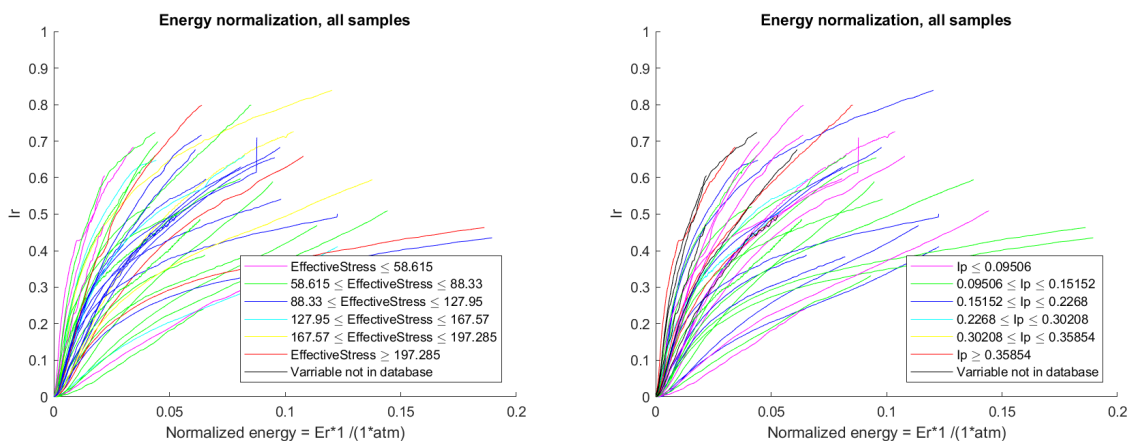 Energy normalization, all samples
1
0.9
0.8
0.7
0.6
0.5
0.4
0.3
0.2
0.1
0
Ir
EffectiveStress ≤ 58.615
58.615 ≤ EffectiveStress ≤ 88.33
88.33 ≤ EffectiveStress ≤ 127.95
127.95 ≤ EffectiveStress ≤ 167.57
167.57 ≤ EffectiveStress ≤ 197.285
EffectiveStress ≥ 197.285
Varriable not in database
0 0.05 0.1 0.15 0.2
Normalized energy = Er*1 /(1*atm)
Energy normalization, all samples
1
0.9
0.8
0.7
0.6
0.5
0.4
0.3
0.2
0.1
0
Ir
Ip ≤ 0.09506
0.09506 ≤ Ip ≤ 0.15152
0.15152 ≤ Ip ≤ 0.2268
0.2268 ≤ Ip ≤ 0.30208
0.30208 ≤ Ip ≤ 0.35854
Ip ≥ 0.35854
Varriable not in database
0 0.05 0.1 0.15 0.2
Normalized energy = Er*1 /(1*atm)